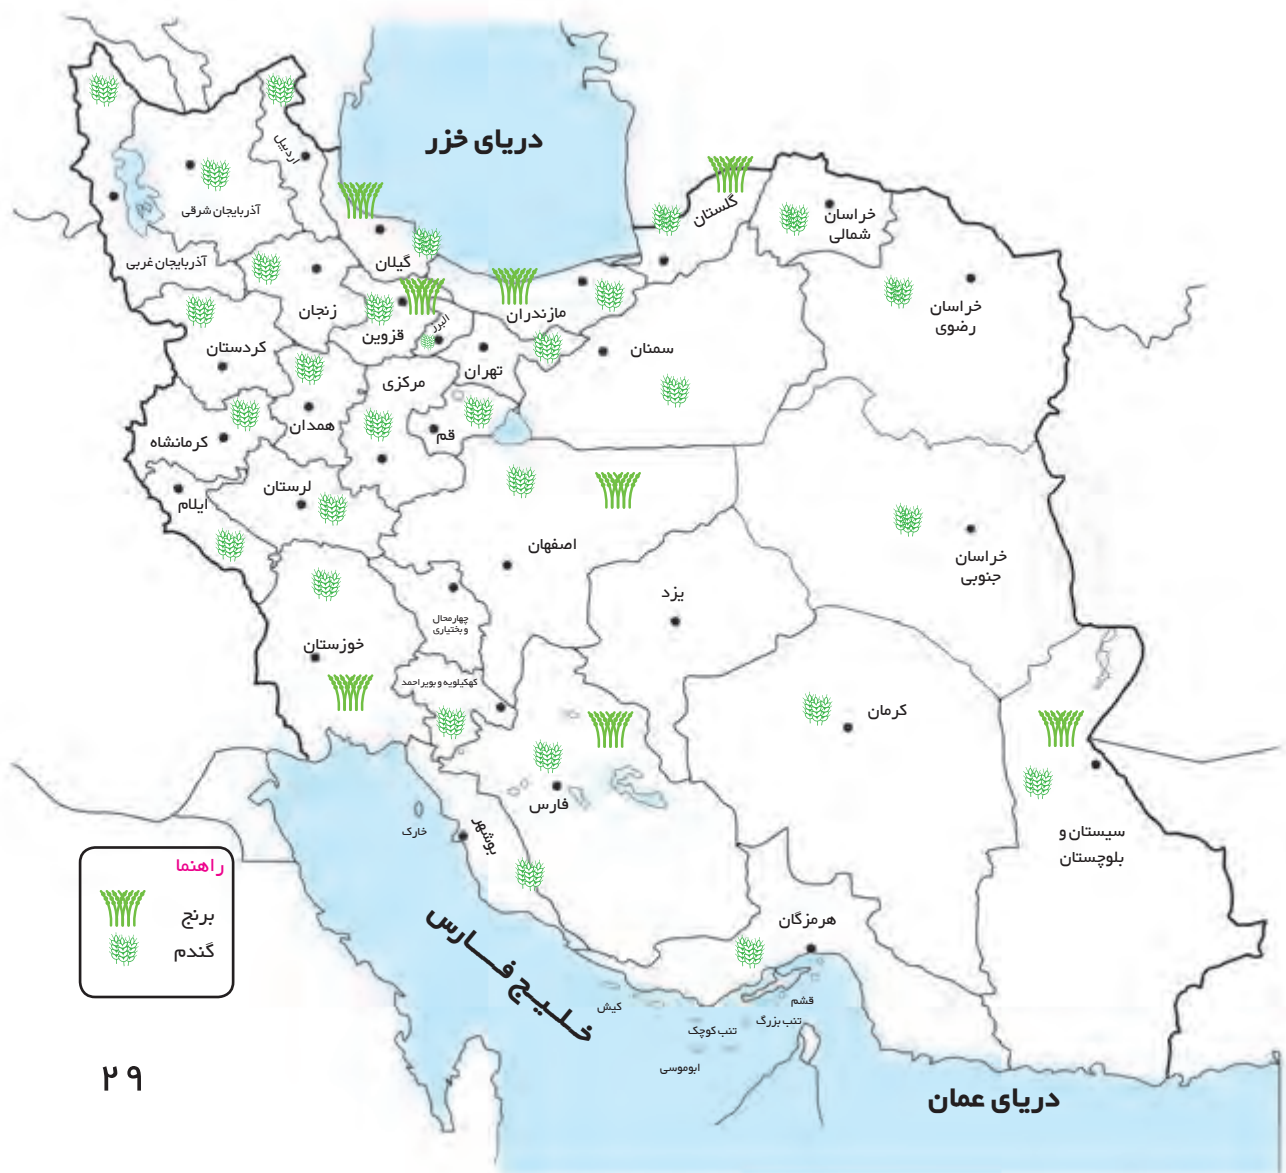 دریای خزر
اردبیل
آذربایجان شرقی
آذربایجان غربی
گیلان
گلستان
خراسان
شمالی
خراسان
رضوی
زنجان
قزوین
البرز
مازندران
تهران
سمنان
کردستان
همدان
مرکزی
قم
کرمانشاه
ایلام
لرستان
اصفهان
خراسان
جنوبی
یزد
چهارمحال
و بختیاری
خوزستان
کهکیلویه و بویراحمد
کرمان
فارس
بوشهر
خارک
سیستان و
بلوچستان
هرمزگان
خلیج فـــارس
کیش
قشم
تنب بزرگ
تنب کوچک
ابوموسی
دریای عمان
راهنما
برنج
گندم
۲۹